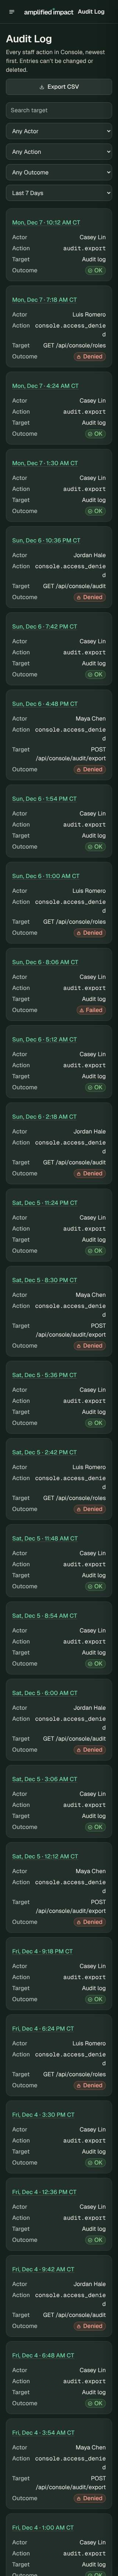 amplified impact Audit Log
Audit Log
Every staff action in Console, newest
first. Entries can't be changed or
deleted.
Export CSV
Search target
Any Actor
Any Action
Any Outcome
Last 7 Days
Mon, Dec 7 · 10:12 AM CT
Actor Casey Lin
Action audit.export
Target Audit log
Outcome OK
Mon, Dec 7 · 7:18 AM CT
Actor Luis Romero
Action console.access_denie
d
Target GET /api/console/roles
Outcome Denied
Mon, Dec 7 · 4:24 AM CT
Actor Casey Lin
Action audit.export
Target Audit log
Outcome OK
Mon, Dec 7 · 1:30 AM CT
Actor Casey Lin
Action audit.export
Target Audit log
Outcome OK
Sun, Dec 6 · 10:36 PM CT
Actor Jordan Hale
Action console.access_denie
d
Target GET /api/console/audit
Outcome Denied
Sun, Dec 6 · 7:42 PM CT
Actor Casey Lin
Action audit.export
Target Audit log
Outcome OK
Sun, Dec 6 · 4:48 PM CT
Actor Maya Chen
Action console.access_denie
d
Target POST
/api/console/audit/export
Outcome Denied
Sun, Dec 6 · 1:54 PM CT
Actor Casey Lin
Action audit.export
Target Audit log
Outcome OK
Sun, Dec 6 · 11:00 AM CT
Actor Luis Romero
Action console.access_denie
d
Target GET /api/console/roles
Outcome Denied
Sun, Dec 6 · 8:06 AM CT
Actor Casey Lin
Action audit.export
Target Audit log
Outcome Failed
Sun, Dec 6 · 5:12 AM CT
Actor Casey Lin
Action audit.export
Target Audit log
Outcome OK
Sun, Dec 6 · 2:18 AM CT
Actor Jordan Hale
Action console.access_denie
d
Target GET /api/console/audit
Outcome Denied
Sat, Dec 5 · 11:24 PM CT
Actor Casey Lin
Action audit.export
Target Audit log
Outcome OK
Sat, Dec 5 · 8:30 PM CT
Actor Maya Chen
Action console.access_denie
d
Target POST
/api/console/audit/export
Outcome Denied
Sat, Dec 5 · 5:36 PM CT
Actor Casey Lin
Action audit.export
Target Audit log
Outcome OK
Sat, Dec 5 · 2:42 PM CT
Actor Luis Romero
Action console.access_denie
d
Target GET /api/console/roles
Outcome Denied
Sat, Dec 5 · 11:48 AM CT
Actor Casey Lin
Action audit.export
Target Audit log
Outcome OK
Sat, Dec 5 · 8:54 AM CT
Actor Casey Lin
Action audit.export
Target Audit log
Outcome OK
Sat, Dec 5 · 6:00 AM CT
Actor Jordan Hale
Action console.access_denie
d
Target GET /api/console/audit
Outcome Denied
Sat, Dec 5 · 3:06 AM CT
Actor Casey Lin
Action audit.export
Target Audit log
Outcome OK
Sat, Dec 5 · 12:12 AM CT
Actor Maya Chen
Action console.access_denie
d
Target POST
/api/console/audit/export
Outcome Denied
Fri, Dec 4 · 9:18 PM CT
Actor Casey Lin
Action audit.export
Target Audit log
Outcome OK
Fri, Dec 4 · 6:24 PM CT
Actor Luis Romero
Action console.access_denie
d
Target GET /api/console/roles
Outcome Denied
Fri, Dec 4 · 3:30 PM CT
Actor Casey Lin
Action audit.export
Target Audit log
Outcome OK
Fri, Dec 4 · 12:36 PM CT
Actor Casey Lin
Action audit.export
Target Audit log
Outcome OK
Fri, Dec 4 · 9:42 AM CT
Actor Jordan Hale
Action console.access_denie
d
Target GET /api/console/audit
Outcome Denied
Fri, Dec 4 · 6:48 AM CT
Actor Casey Lin
Action audit.export
Target Audit log
Outcome OK
Fri, Dec 4 · 3:54 AM CT
Actor Maya Chen
Action console.access_denie
d
Target POST
/api/console/audit/export
Outcome Denied
Fri, Dec 4 · 1:00 AM CT
Actor Casey Lin
Action audit.export
Target Audit log
Outcome OK